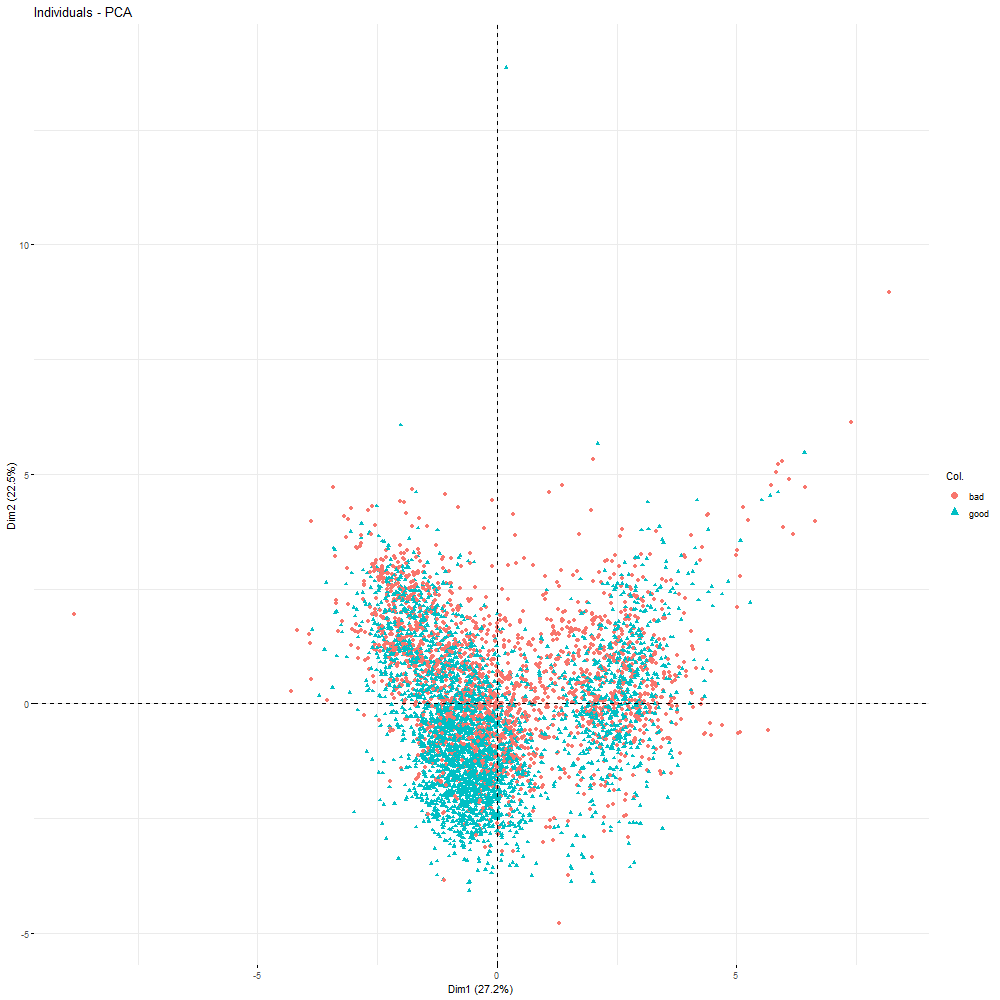 Individuals - PCA
10
5
0
-5
Dim2 (22.5%)
-5
0
5
Dim1 (27.2%)
Col.
bad
good